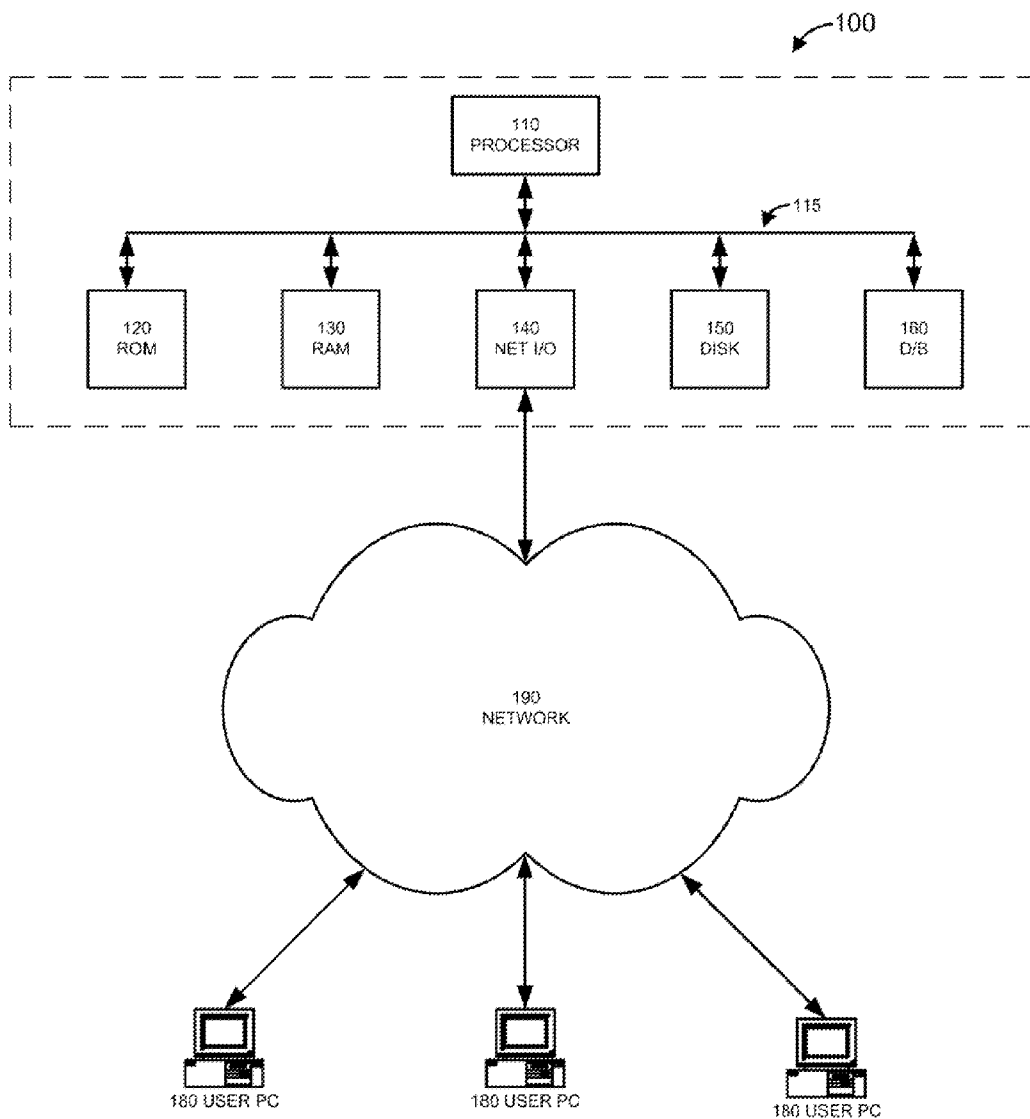 100
110
PROCESSOR
115
120
ROM
130
RAM
140
NET I/O
150
DISK
160
D/B
190
NETWORK
180 USER PC
180 USER PC
180 USER PC